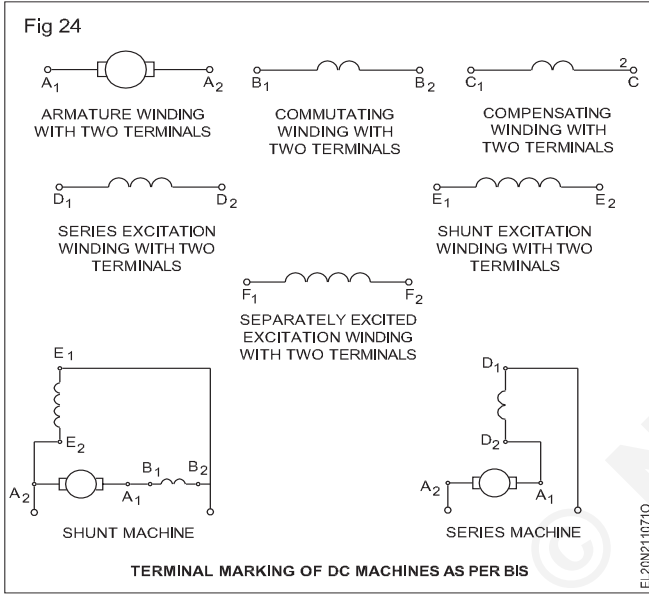 Fig 24
A1 A2
B1 B2
C1 C 2
ARMATURE WINDING
WITH TWO TERMINALS
COMMUTATING
WINDING WITH
TWO TERMINALS
COMPENSATING
WINDING WITH
TWO TERMINALS
D1 D2
E1 E2
SERIES EXCITATION
WINDING WITH TWO
TERMINALS
SHUNT EXCITATION
WINDING WITH TWO
TERMINALS
F1 F2
SEPARATELY EXCITED
EXCITATION WINDING
WITH TWO TERMINALS
E1
E2
A2 A1 B1 B2
SHUNT MACHINE
D1
D2
A2 A1
SERIES MACHINE
TERMINAL MARKING OF DC MACHINES AS PER BIS
©